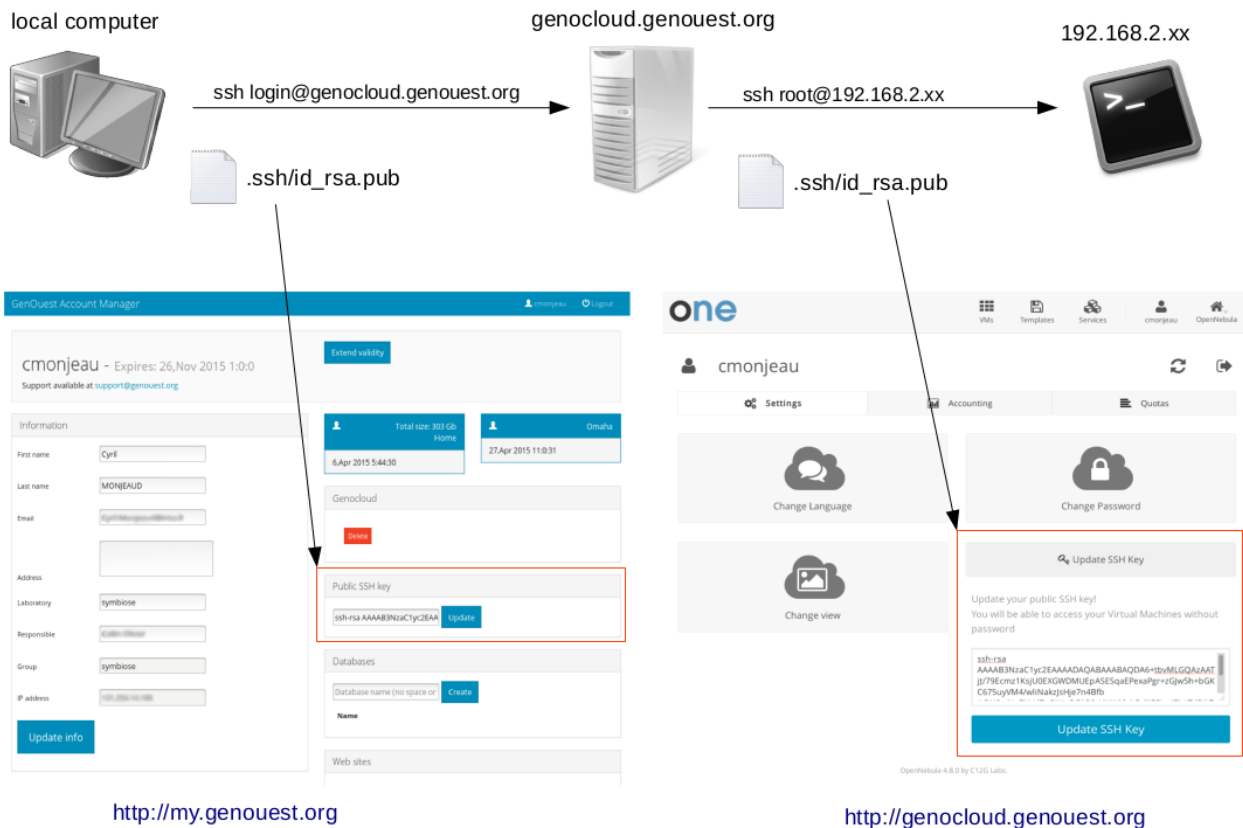 local computer
genocloud.genouest.org
192.168.2.xx
ssh login@genocloud.genouest.org
ssh root@192.168.2.xx
>_
.ssh/id_rsa.pub
.ssh/id_rsa.pub
GenOuest Account Manager
cmonjeau
Logout
cmonjeau - Expires: 26,Nov 2015 1:0:0
Support available at support@genouest.org
Extend validity
Information
First name
Cyril
Last name
MONJEAUD
Email
Address
Laboratory
symbiose
Responsible
Group
symbiose
IP address
Update info
Total size: 303 Gb
Home
6,Apr 2015 5:44:30
Omaha
27,Apr 2015 11:0:31
Genocloud
Delete
Public SSH key
ssh-rsa AAAAB3NzaC1yc2EAA
Update
Databases
Database name (no space or
Create
Name
Web sites
http://my.genouest.org
one
VMs
Templates
Services
cmonjeau
OpenNebula
cmonjeau
Settings
Accounting
Quotas
Change Language
Change Password
Change view
Update SSH Key
Update your public SSH key!
You will be able to access your Virtual Machines without
password
ssh-rsa
AAAAB3NzaC1yc2EAAAADAQABAAABAQDA6+tbvMLGQAzAAT
jt/79Ecmz1KsjU0EXGWDMUEpASESqaEPexaPgr+zGJw5h+bGK
C675uyVM4/wliNakzJsHje7n4Bfb
Update SSH Key
OpenNebula 4.8.0 by C12G Labs.
http://genocloud.genouest.org